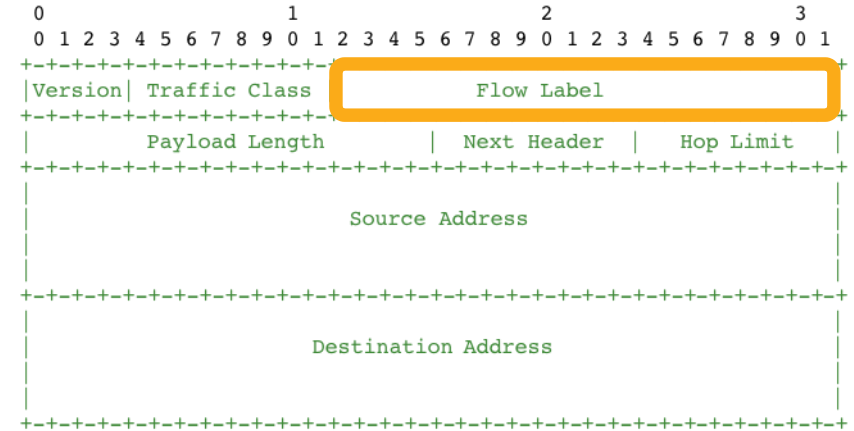 0                   1                   2                   3
0 1 2 3 4 5 6 7 8 9 0 1 2 3 4 5 6 7 8 9 0 1 2 3 4 5 6 7 8 9 0 1
+-+-+-+-+-+-+-+-+-+-+-+-+
|Version| Traffic Class Flow Label
+-+-+-+-+-+-+-+-+-+-+-+-+
| Payload Length | Next Header | Hop Limit |
+-+-+-+-+-+-+-+-+-+-+-+-+-+-+-+-+-+-+-+-+-+-+-+-+-+-+-+-+-+-+-+-+
| |
| Source Address |
| |
| |
+-+-+-+-+-+-+-+-+-+-+-+-+-+-+-+-+-+-+-+-+-+-+-+-+-+-+-+-+-+-+-+-+
| |
| Destination Address |
| |
| |
+-+-+-+-+-+-+-+-+-+-+-+-+-+-+-+-+-+-+-+-+-+-+-+-+-+-+-+-+-+-+-+-+